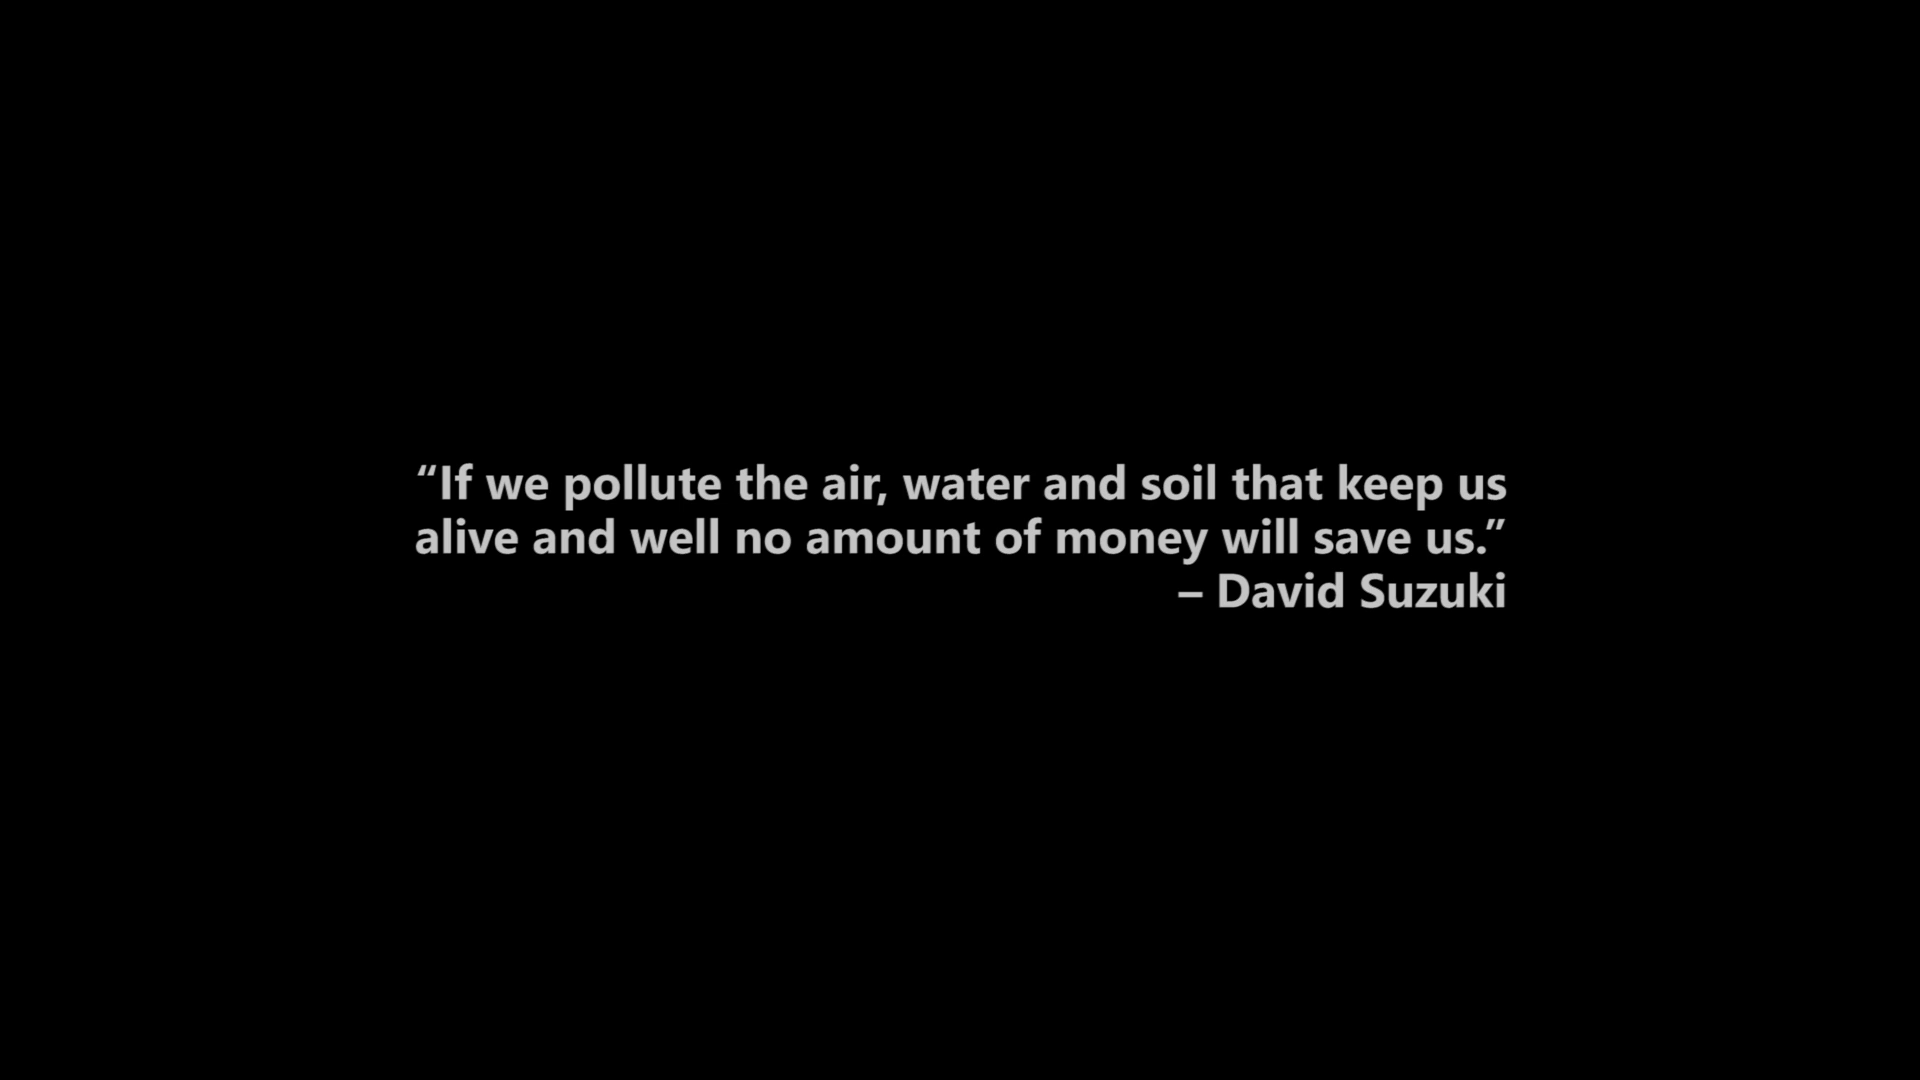 “If we pollute the air, water and soil that keep us
alive and well no amount of money will save us.”
– David Suzuki